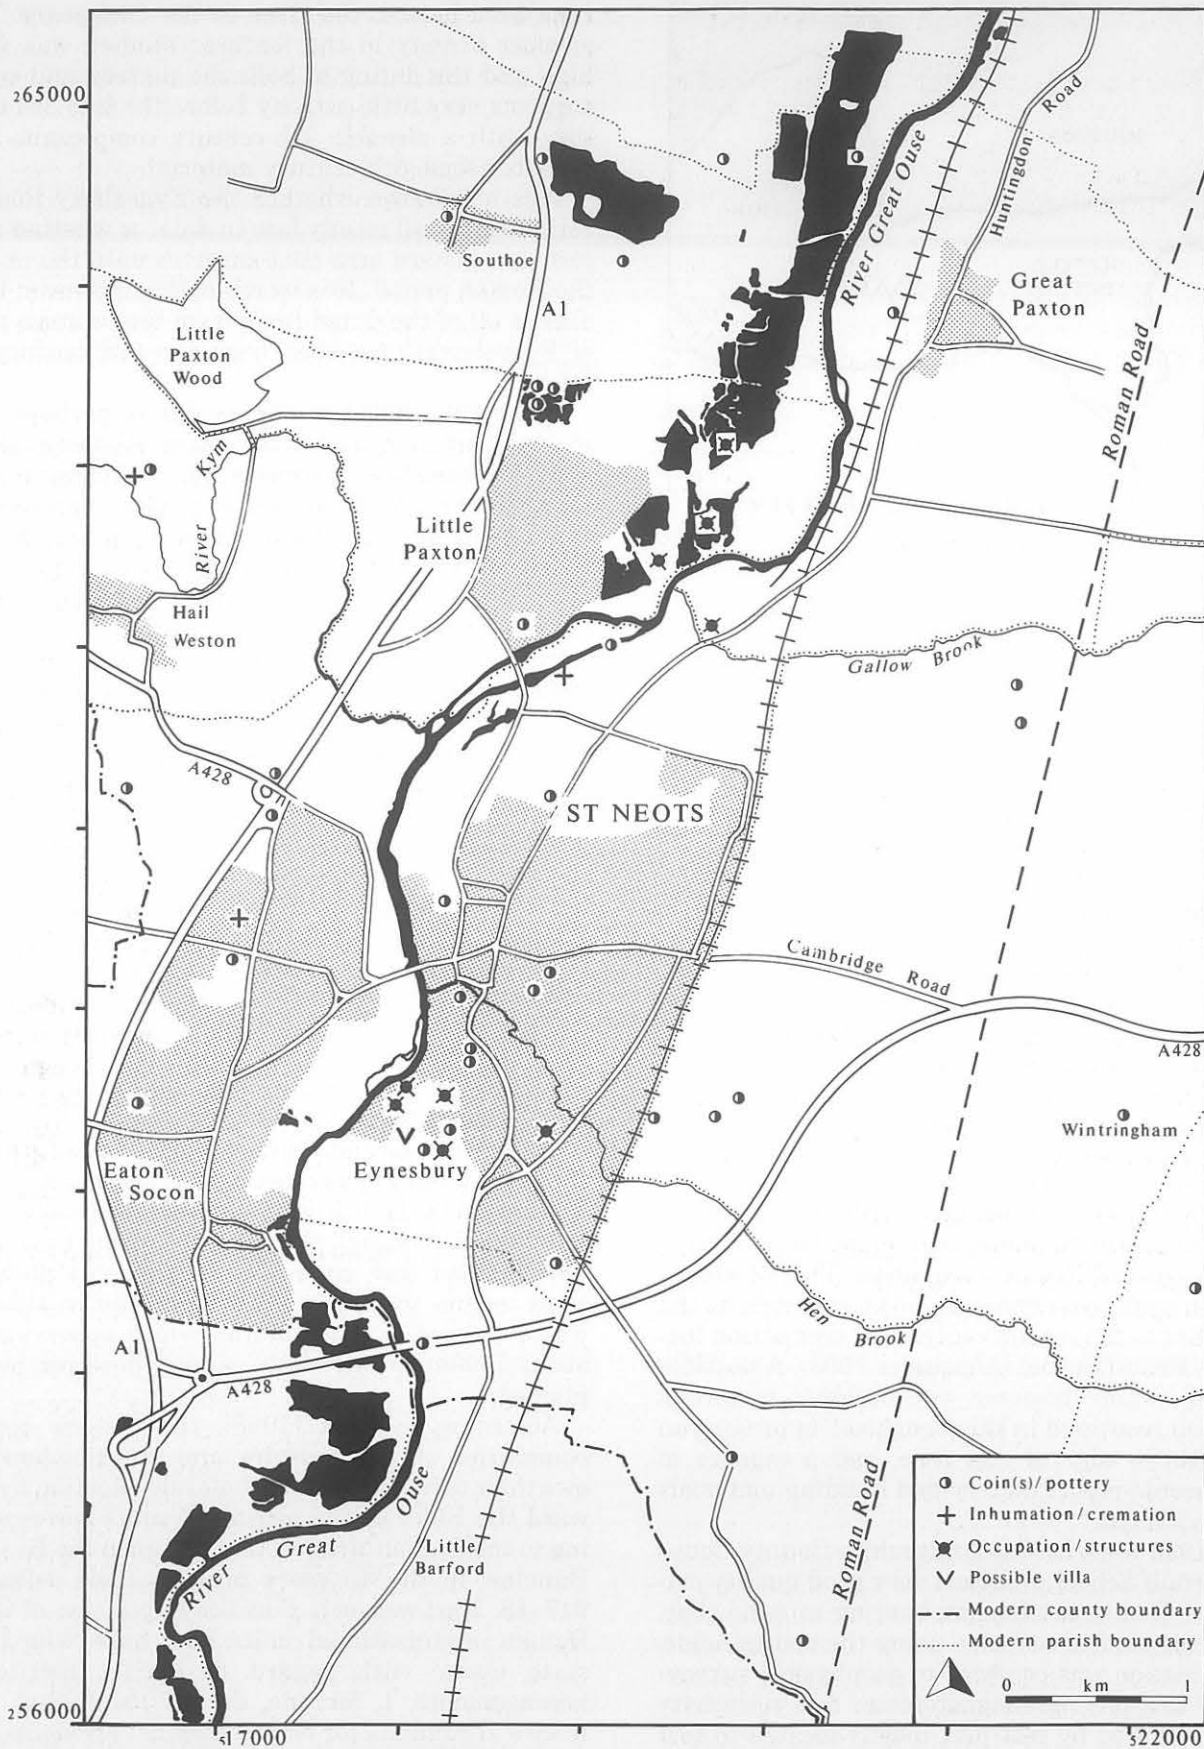 265000
Huntingdon Road
River Great Ouse
Southoe
A1
Great
Paxton
Little
Paxton
Wood
Roman Road
River Kym
Little
Paxton
Hail
Weston
Gallow Brook
A428
ST NEOTS
Cambridge Road
A428
Wintringham
Eaton
Socon
Eynesbury
Hen Brook
A1
A428
River Great Ouse
Little
Barford
Roman Road
Coin(s)/pottery
Inhumation/cremation
Occupation/structures
Possible villa
Modern county boundary
Modern parish boundary
0 km 1
256000
517000
522000